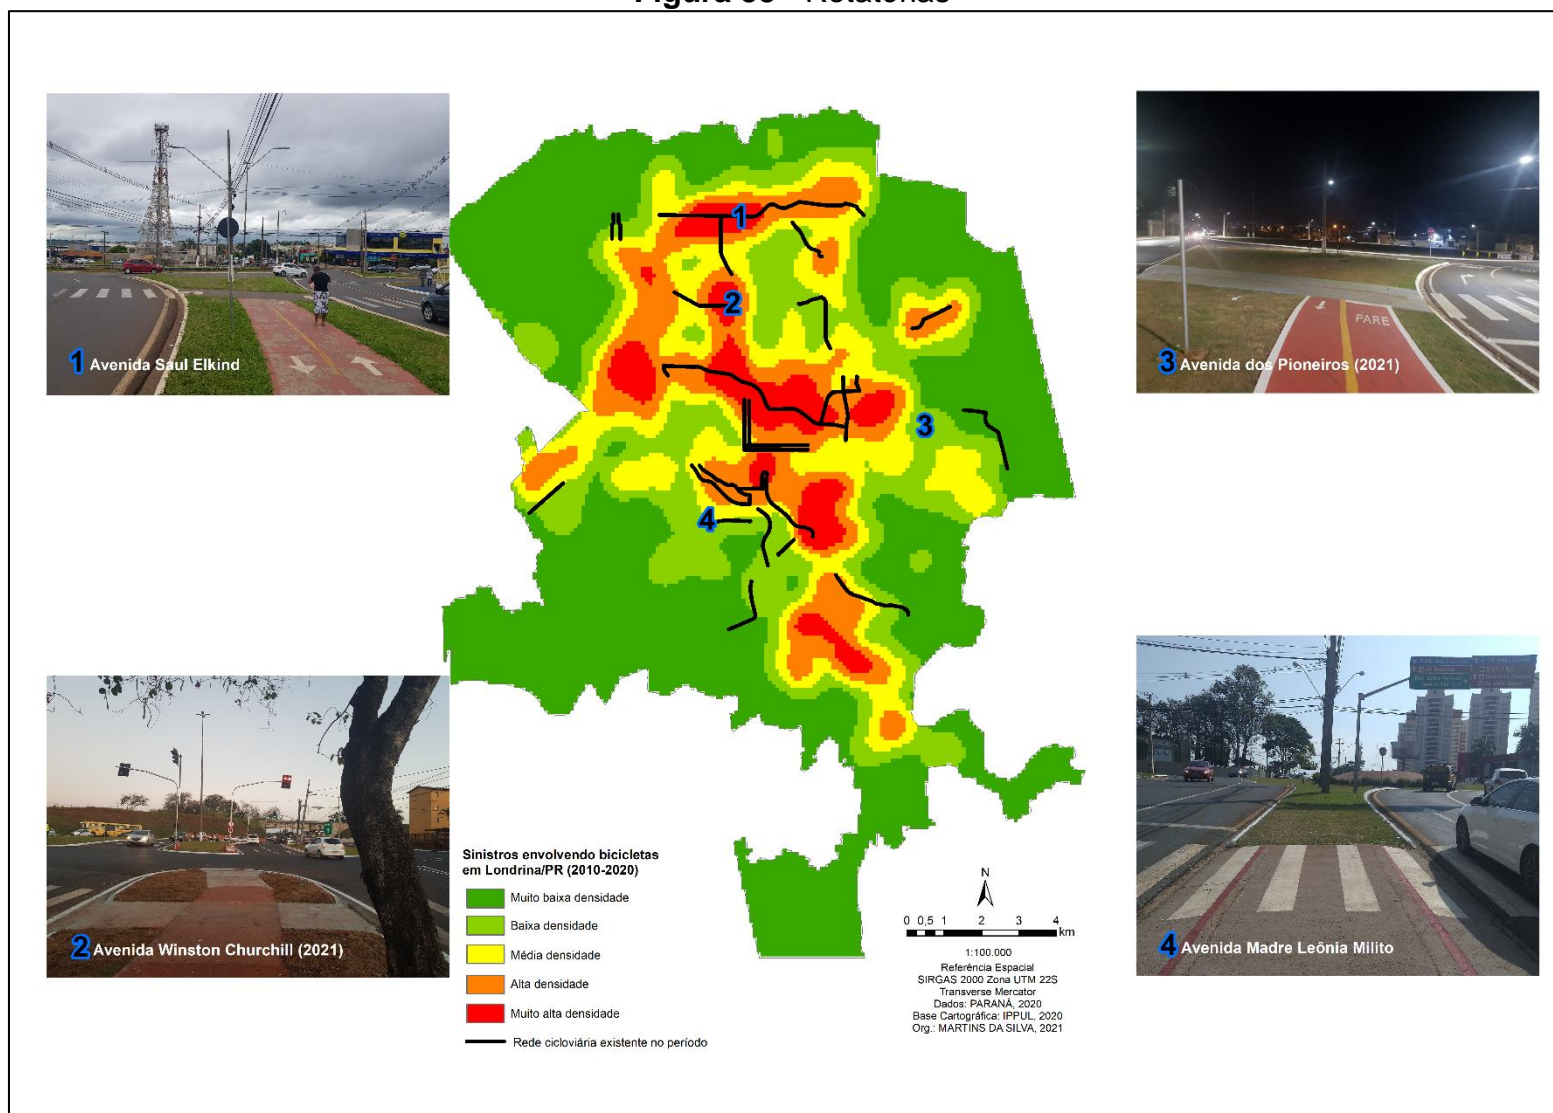 1 Avenida Saul Elkind
PARE
3 Avenida dos Pioneiros (2021)
1
2
3
4
2 Avenida Winston Churchill (2021)
4 Avenida Madre Leônia Milito
Sinistros envolvendo bicicletas
em Londrina/PR (2010-2020)
Muito baixa densidade
Baixa densidade
Média densidade
Alta densidade
Muito alta densidade
Rede cicloviária existente no período
N
0 0,5 1 2 3 4
km
1:100.000
Referência Espacial
SIRGAS 2000 Zona UTM 22S
Transverse Mercator
Dados: PARANÁ, 2020
Base Cartográfica: IPPUL, 2020
Org.: MARTINS DA SILVA, 2021